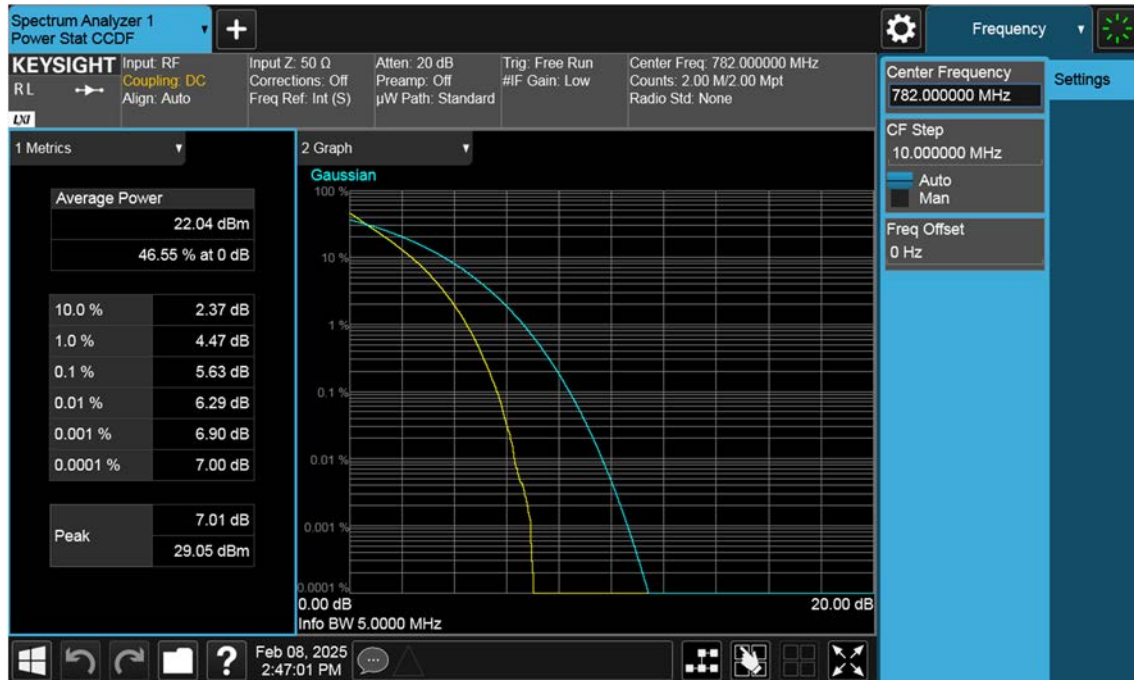 Spectrum Analyzer 1
Power Stat CCDF
Frequency
KEYSIGHT
R L
LXI
Input: RF
Coupling: DC
Align: Auto
Input Z: 50 Ω
Corrections: Off
Freq Ref: Int (S)
Atten: 20 dB
Preamp: Off
µW Path: Standard
Trig: Free Run
#IF Gain: Low
Center Freq: 782.000000 MHz
Counts: 2.00 M/2.00 Mpt
Radio Std: None
Center Frequency
782.000000 MHz
Settings
CF Step
10.000000 MHz
Auto
Man
Freq Offset
0 Hz
1 Metrics
Average Power
22.04 dBm
46.55 % at 0 dB
10.0 % 2.37 dB
1.0 % 4.47 dB
0.1 % 5.63 dB
0.01 % 6.29 dB
0.001 % 6.90 dB
0.0001 % 7.00 dB
Peak
7.01 dB
29.05 dBm
2 Graph
Gaussian
100 %
10 %
1 %
0.1 %
0.01 %
0.001 %
0.0001 %
0.00 dB 20.00 dB
Info BW 5.0000 MHz
?
Feb 08, 2025
2:47:01 PM